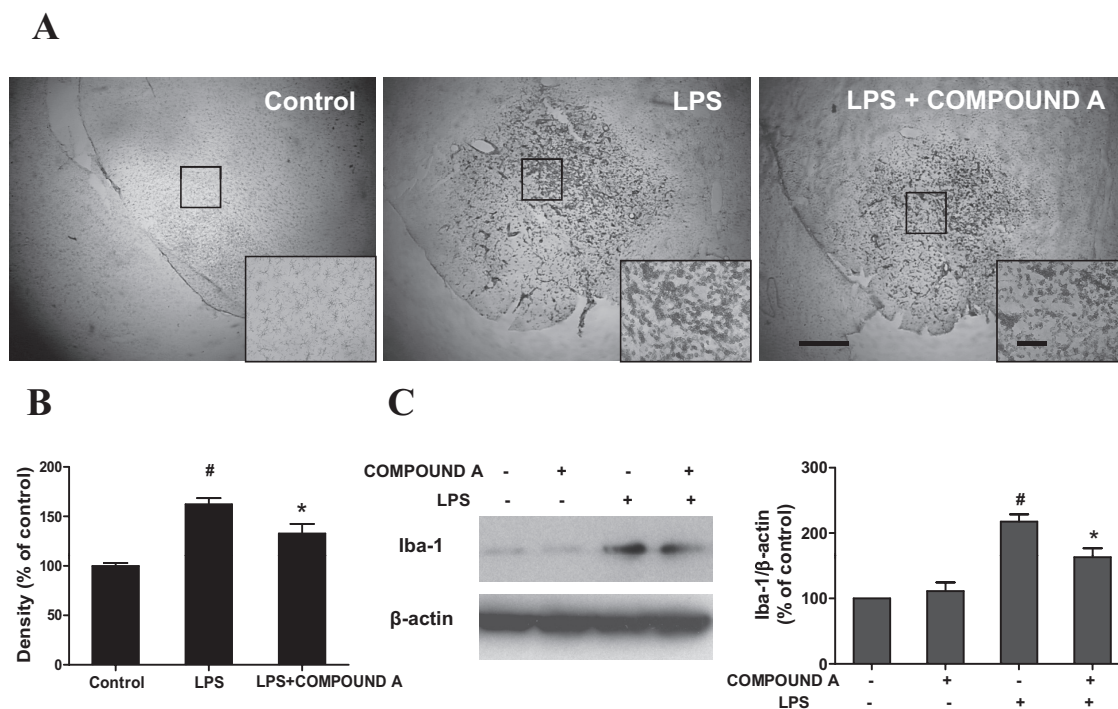 A
Control
LPS
LPS + COMPOUND A
B
Density (% of control)
200
150
100
50
0
#
*
Control
LPS
LPS+COMPOUND A
C
COMPOUND A - + - +
LPS - - + +
Iba-1
β-actin
Iba-1/β-actin
(% of control)
300
200
100
0
#
*
COMPOUND A - + - +
LPS - - + +